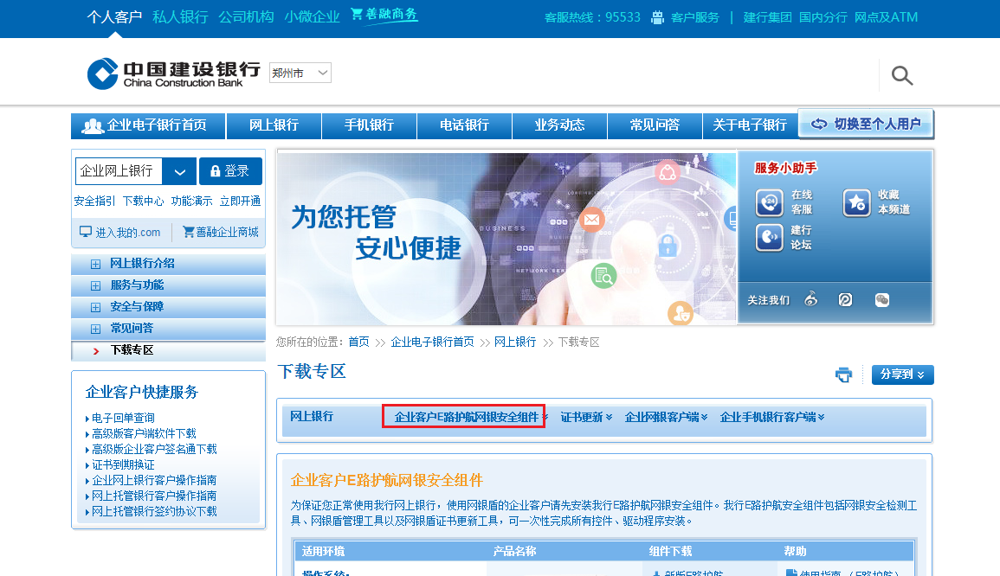 个人客户 私人银行 公司机构 小微企业 善融商务 客服热线：95533 客户服务 | 建行集团 国内分行 网点及ATM
中国建设银行
China Construction Bank
郑州市
企业电子银行首页 网上银行 手机银行 电话银行 业务动态 常见问答 关于电子银行 切换至个人用户
企业网上银行 登录
安全指引 下载中心 功能演示 立即开通
进入我的.com 善融企业商城
网上银行介绍
服务与功能
安全与保障
常见问答
下载专区
企业客户快捷服务
电子回单查询
高级版客户端软件下载
高级版企业客户签名通下载
证书到期换证
企业网上银行客户操作指南
网上托管银行客户操作指南
网上托管银行签约协议下载
为您托管
安心便捷
BUSINESS
NETWORK SERVER
服务小助手
24
在线
客服
收藏
本频道
建行
论坛
关注我们
您所在的位置： 首页 >> 企业电子银行首页 >> 网上银行 >> 下载专区
下载专区
分享到
网上银行 企业客户E路护航网银安全组件 证书更新 企业网银客户端 企业手机银行客户端
企业客户E路护航网银安全组件
为保证您正常使用我行网上银行，使用网银盾的企业客户请先安装我行E路护航网银安全组件。我行E路护航安全组件包括网银安全检测工
具、网银盾管理工具以及网银盾证书更新工具，可一次性完成所有控件、驱动程序安装。
适用环境 产品名称 组件下载 帮助
操作系统： 新版E路护航 使用指南（E路护航）